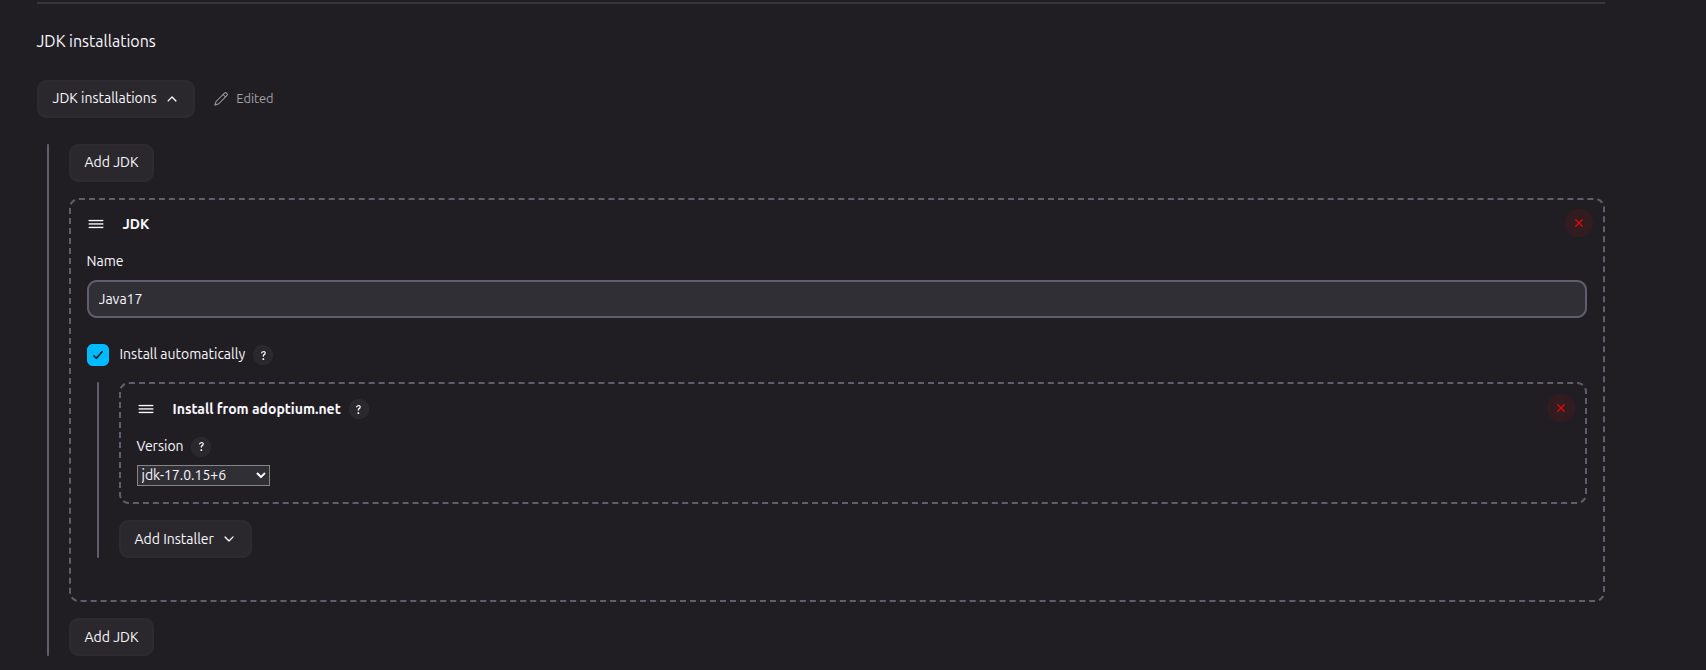 JDK installations
JDK installations
Edited
Add JDK
JDK
Name
Java17
Install automatically ?
Install from adoptium.net ?
Version ?
jdk-17.0.15+6
Add Installer
Add JDK